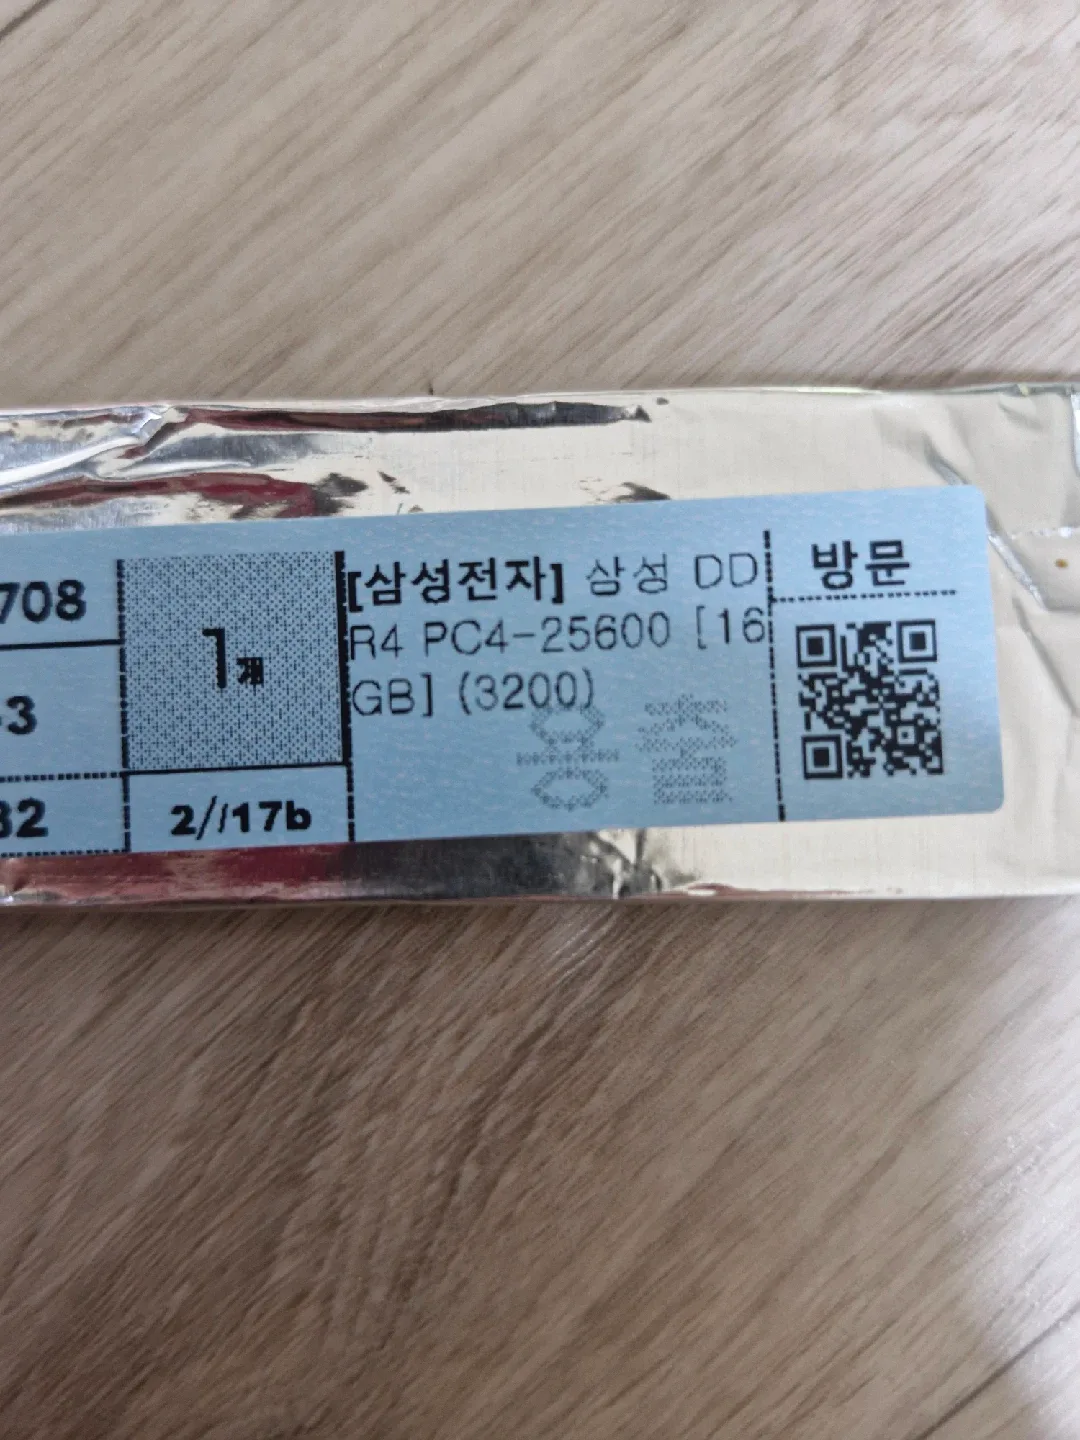 708
-3
32
1개
2//17b
[삼성전자] 삼성 DD
R4 PC4-25600 [16
GB] (3200)
방문